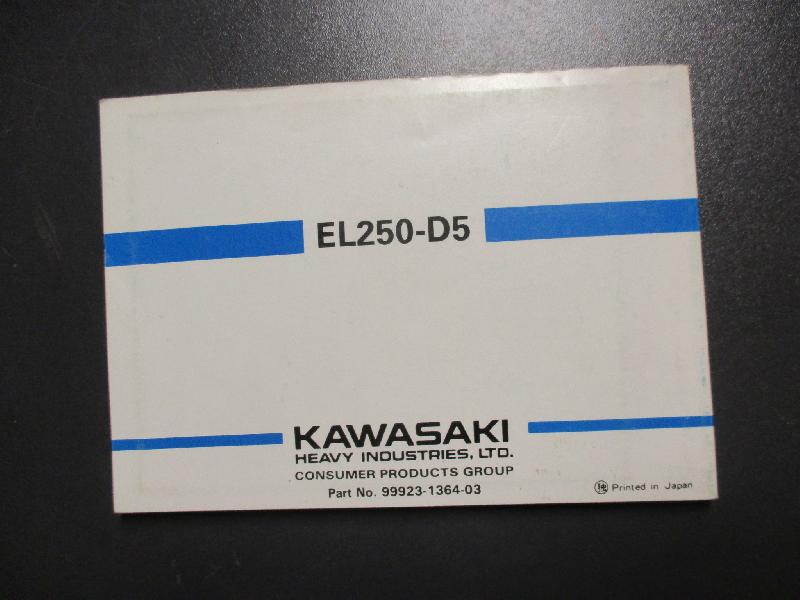 EL250-D5
KAWASAKI
HEAVY INDUSTRIES, LTD.
CONSUMER PRODUCTS GROUP
Part No. 99923-1364-03
Printed in Japan